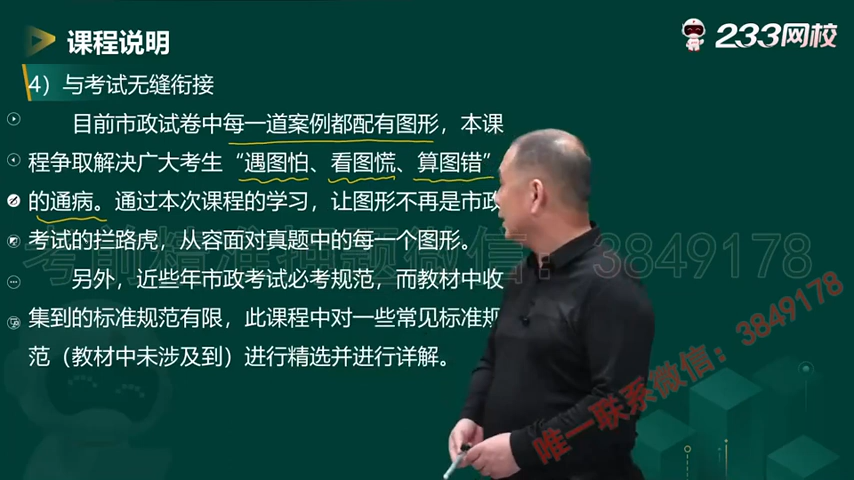 课程说明
233网校
4）与考试无缝衔接
目前市政试卷中每一道案例都配有图形，本课
程争取解决广大考生“遇图怕、看图慌、算图错”
的通病。通过本次课程的学习，让图形不再是市政
考试的拦路虎，从容面对真题中的每一个图形。
另外，近些年市政考试必考规范，而教材中收
集到的标准规范有限，此课程中对一些常见标准规
范（教材中未涉及到）进行精选并进行详解。
考前精准押题微信：3849178
唯一联系微信：3849178